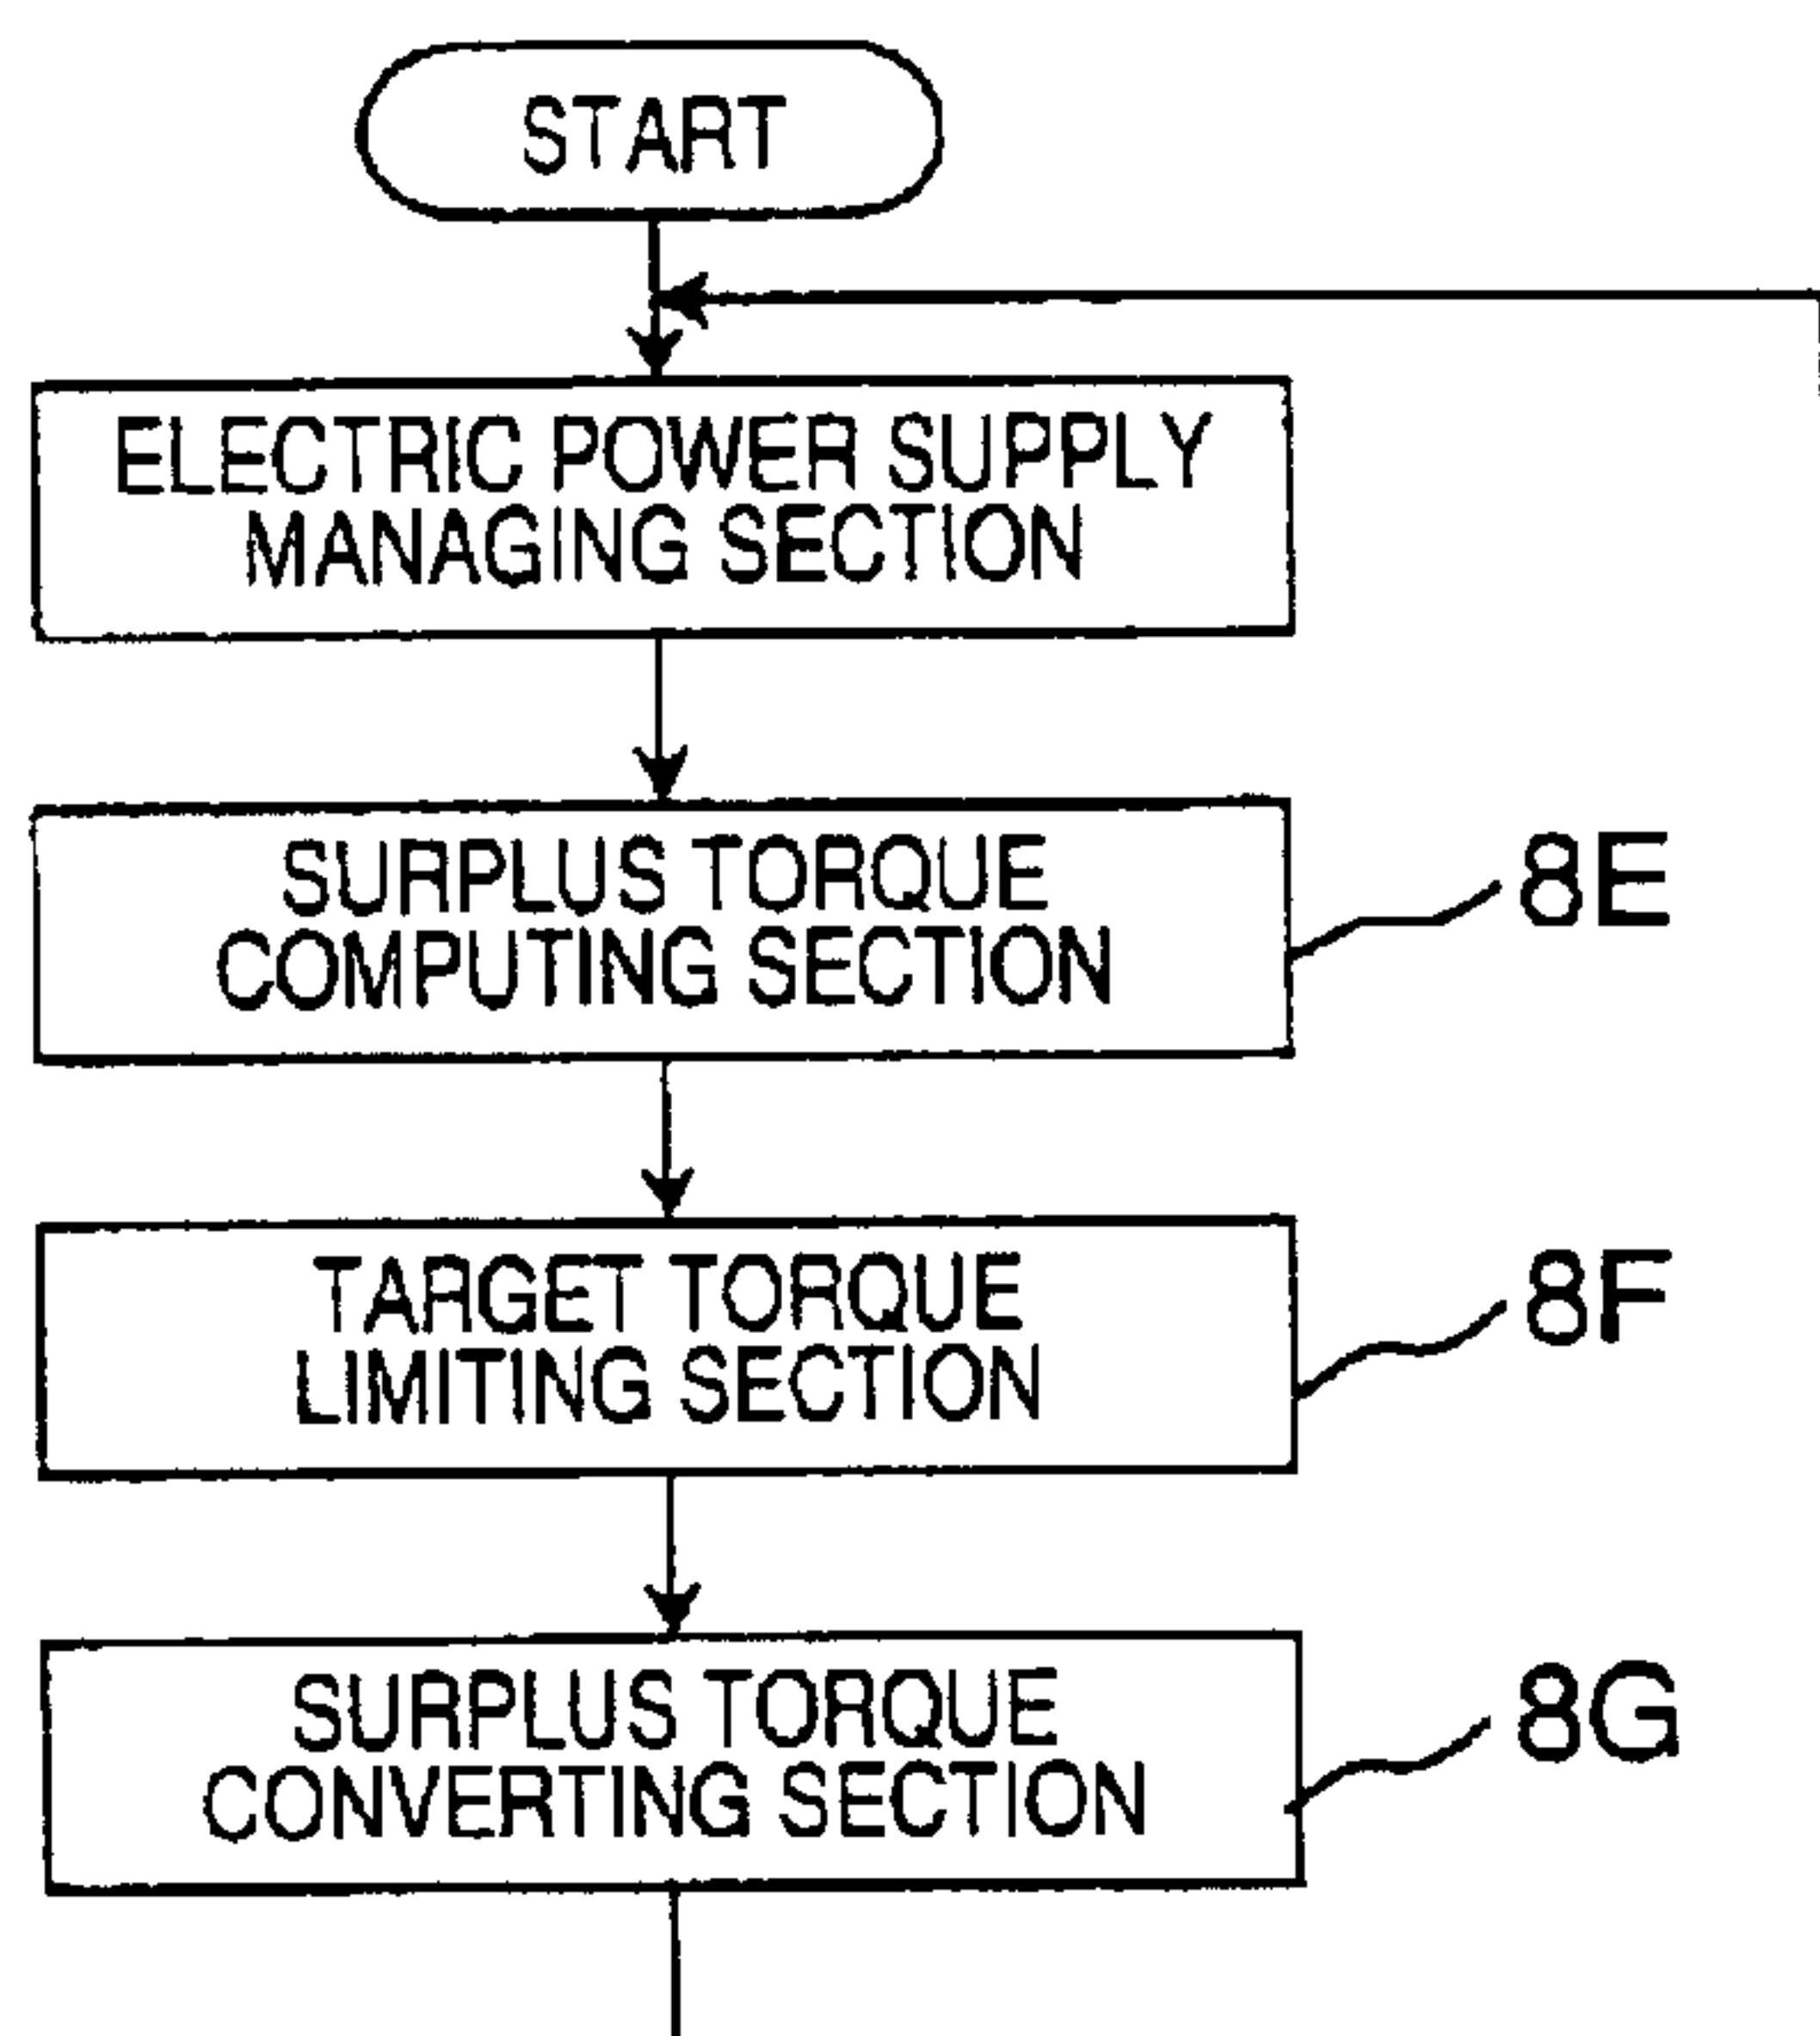 START
ELECTRIC POWER SUPPLY
MANAGING SECTION
SURPLUS TORQUE
COMPUTING SECTION
8E
TARGET TORQUE
LIMITING SECTION
8F
SURPLUS TORQUE
CONVERTING SECTION
8G